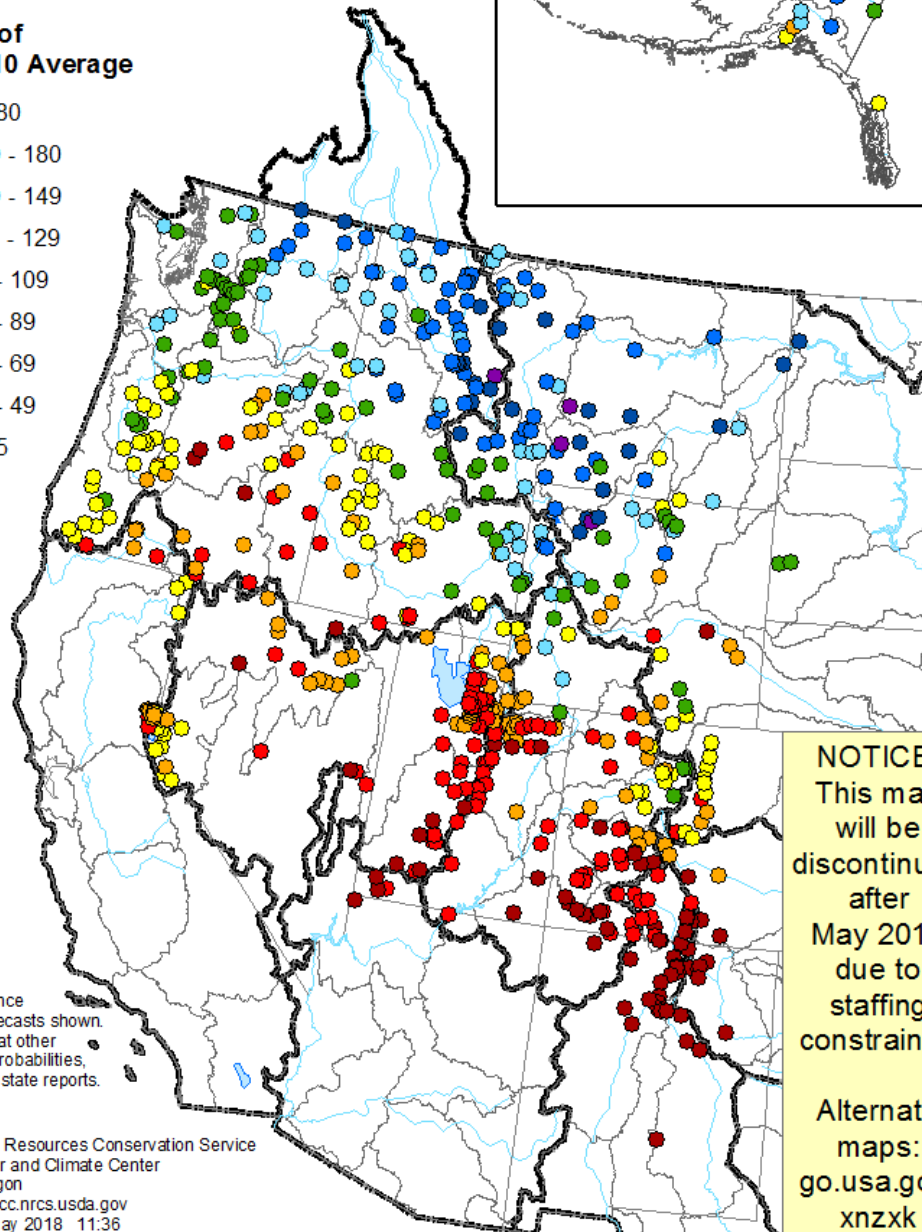 of
10 Average
80
- 180
- 149
- 129
109
89
69
49
5
NOTICE
This ma
will be
discontinu
after
May 201
due to
staffing
constrain
Alternat
maps:
go.usa.go
xnzxk
nce
ecasts shown.
at other
robabilities,
state reports.
Resources Conservation Service
r and Climate Center
gon
cc.nrcs.usda.gov
ay 2018 11:36